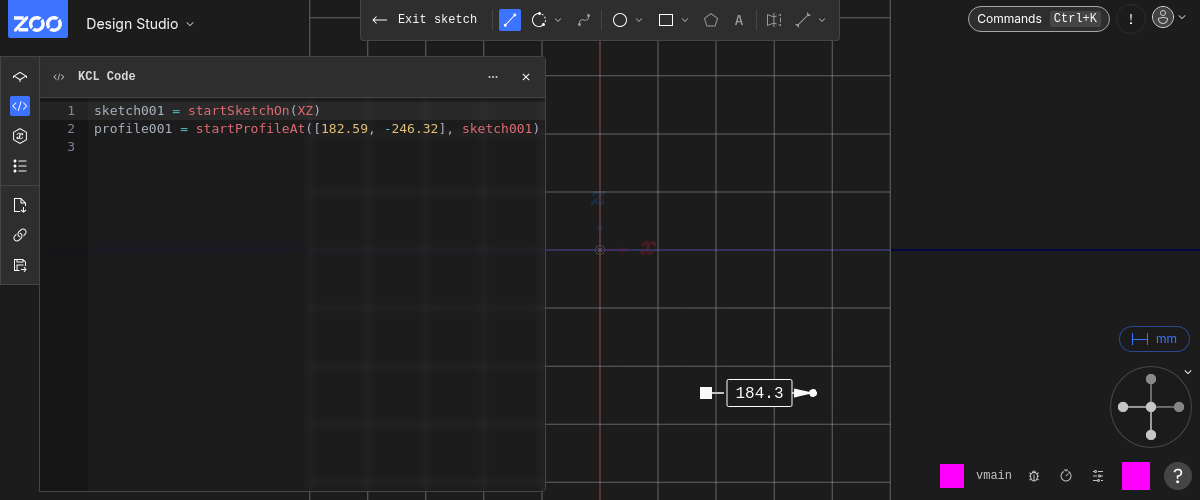 ZOO
Design Studio
Exit sketch
A
Commands Ctrl+K
!
KCL Code
1 sketch001 = startSketchOn(XZ)
2 profile001 = startProfileAt([182.59, -246.32], sketch001)
3
z
x
mm
184.3
vmain
?